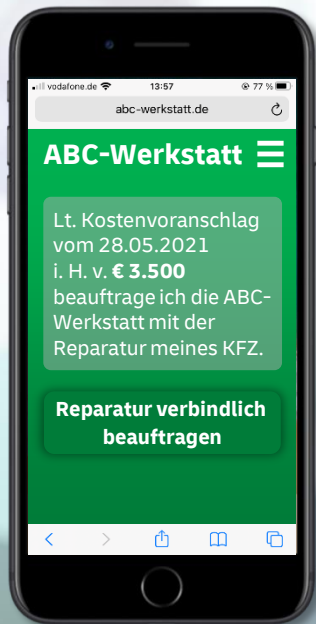 vodafone.de 13:57 77 %
abc-werkstatt.de
ABC-Werkstatt
Lt. Kostenvoranschlag
vom 28.05.2021
i. H. v. € 3.500
beauftrage ich die ABC-
Werkstatt mit der
Reparatur meines KFZ.
Reparatur verbindlich
beauftragen